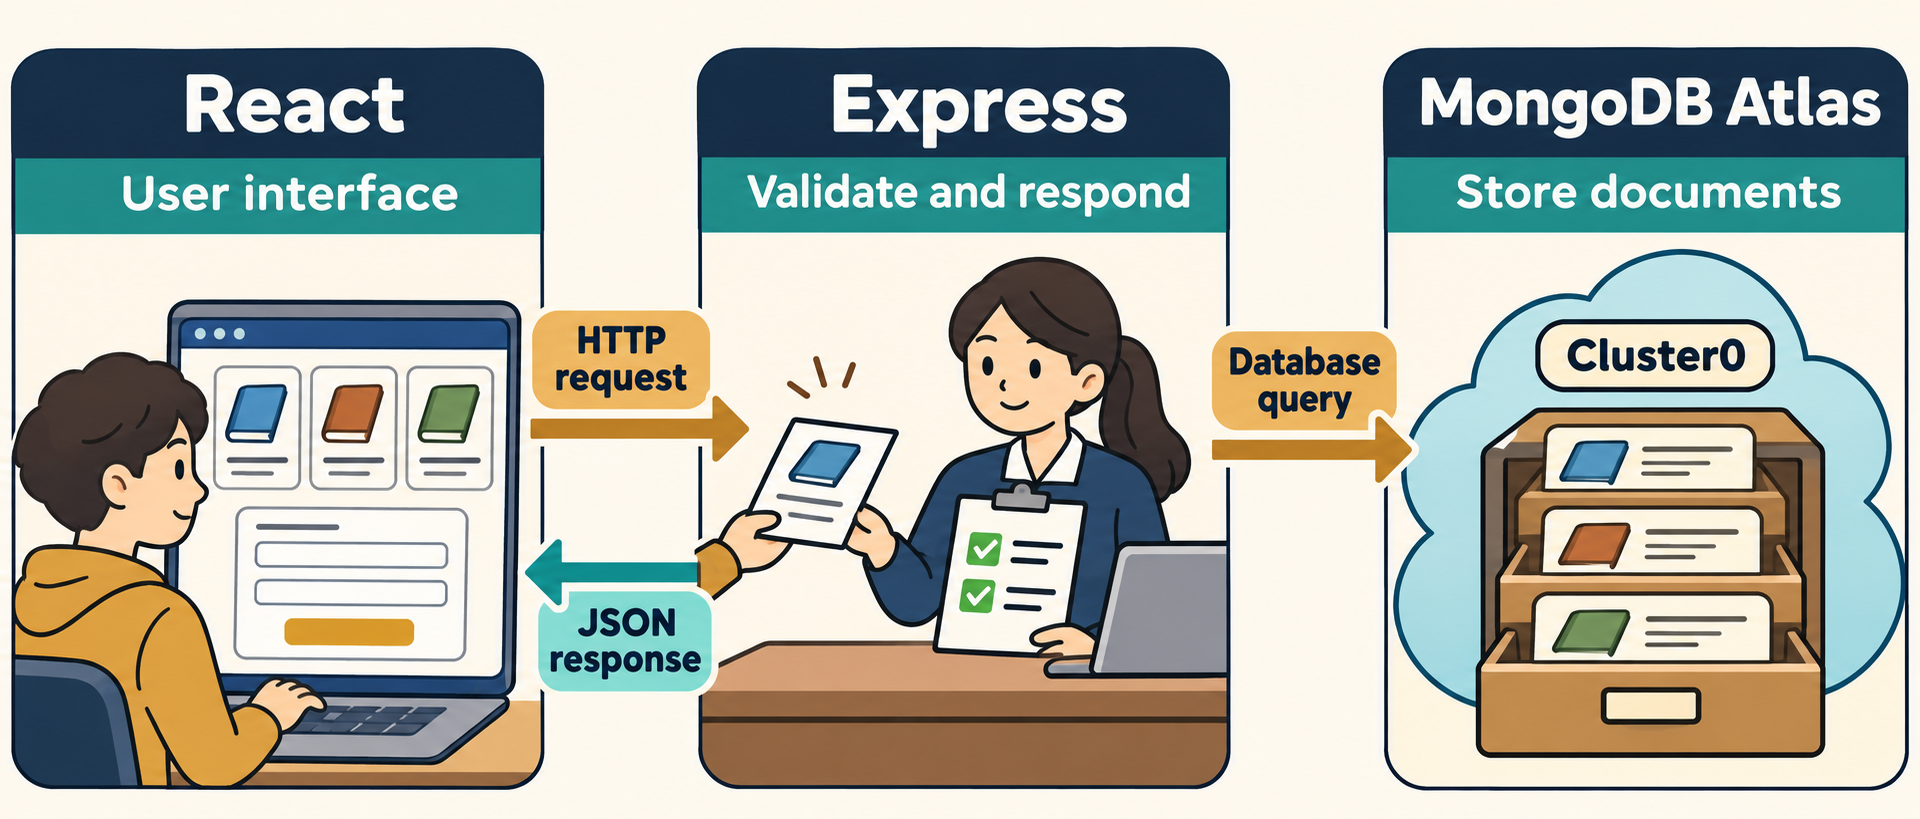 React
User interface
HTTP
request
JSON
response
Express
Validate and respond
Database
query
MongoDB Atlas
Store documents
Cluster0